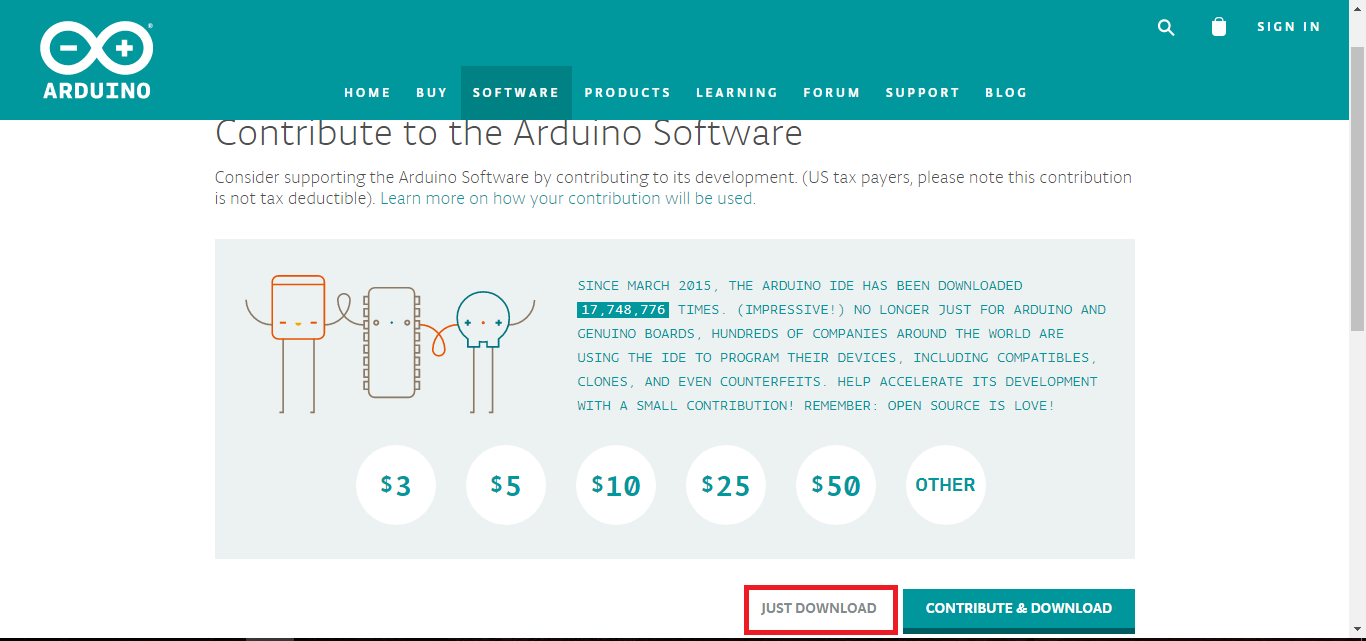 ARDUINO
SIGN IN
HOME BUY SOFTWARE PRODUCTS LEARNING FORUM SUPPORT BLOG
Contribute to the Arduino Software
Consider supporting the Arduino Software by contributing to its development. (US tax payers, please note this contribution
is not tax deductible). Learn more on how your contribution will be used.
SINCE MARCH 2015, THE ARDUINO IDE HAS BEEN DOWNLOADED
17,748,776 TIMES. (IMPRESSIVE!) NO LONGER JUST FOR ARDUINO AND
GENUINO BOARDS, HUNDREDS OF COMPANIES AROUND THE WORLD ARE
USING THE IDE TO PROGRAM THEIR DEVICES, INCLUDING COMPATIBLES,
CLONES, AND EVEN COUNTERFEITS. HELP ACCELERATE ITS DEVELOPMENT
WITH A SMALL CONTRIBUTION! REMEMBER: OPEN SOURCE IS LOVE!
$3 $5 $10 $25 $50 OTHER
JUST DOWNLOAD CONTRIBUTE & DOWNLOAD